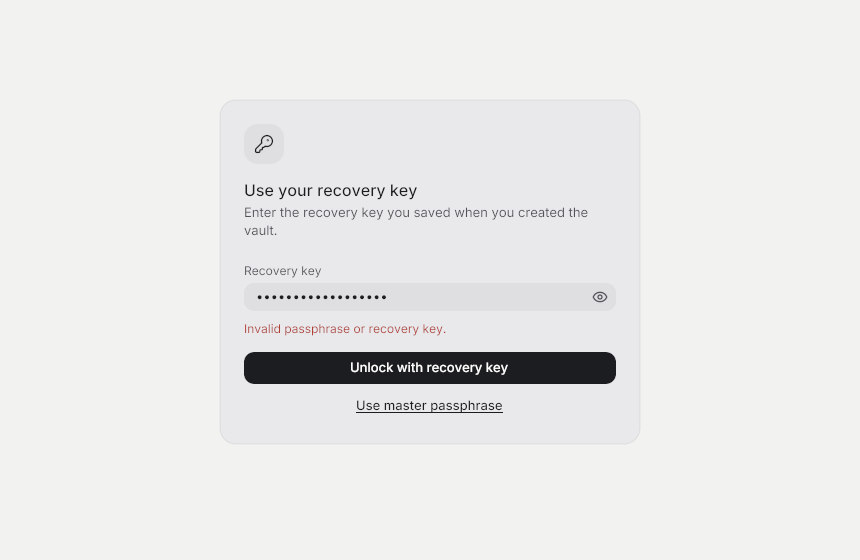 Use your recovery key
Enter the recovery key you saved when you created the
vault.
Recovery key
••••••••••••••••••
Invalid passphrase or recovery key.
Unlock with recovery key
Use master passphrase